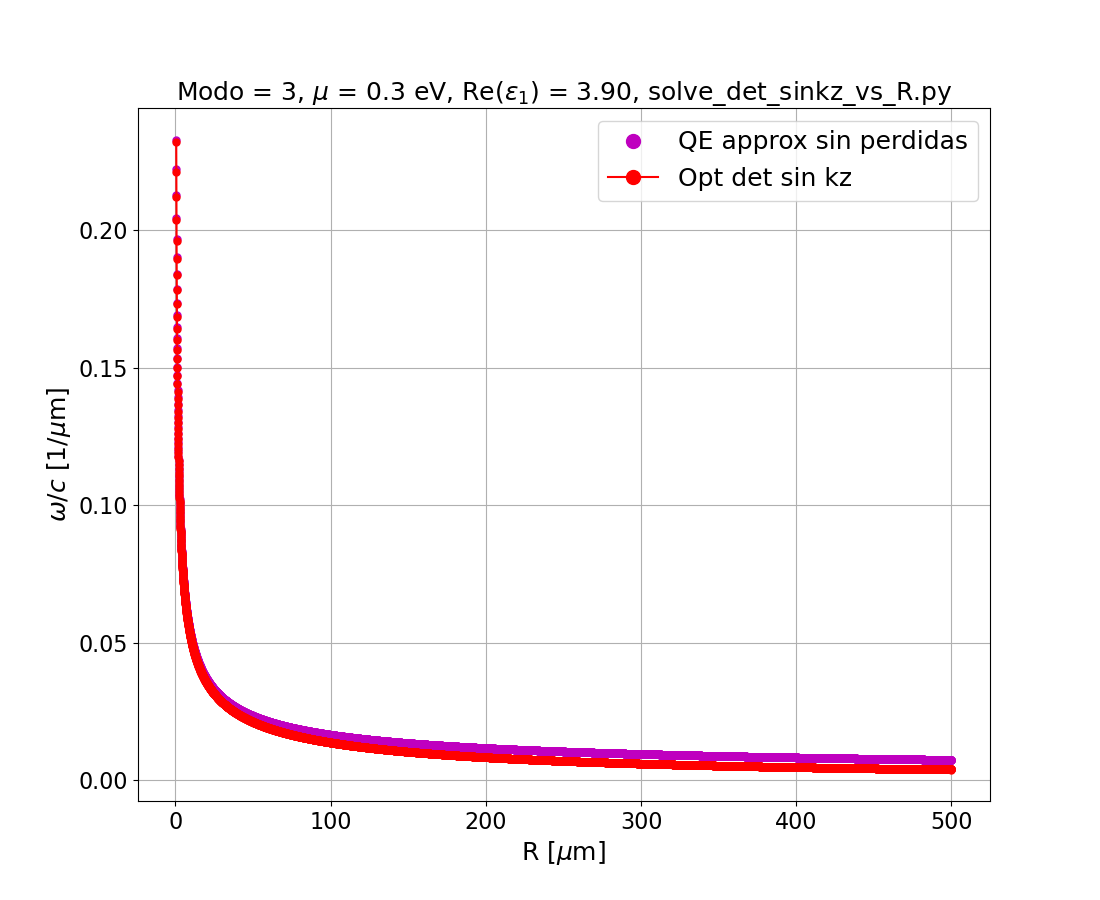 Modo = 3, μ = 0.3 eV, Re(ε₁) = 3.90, solve_det_sinkz_vs_R.py
QE approx sin perdidas
Opt det sin kz
0.20
0.15
0.10
0.05
0.00
ω/c [1/μm]
0 100 200 300 400 500
R [μm]